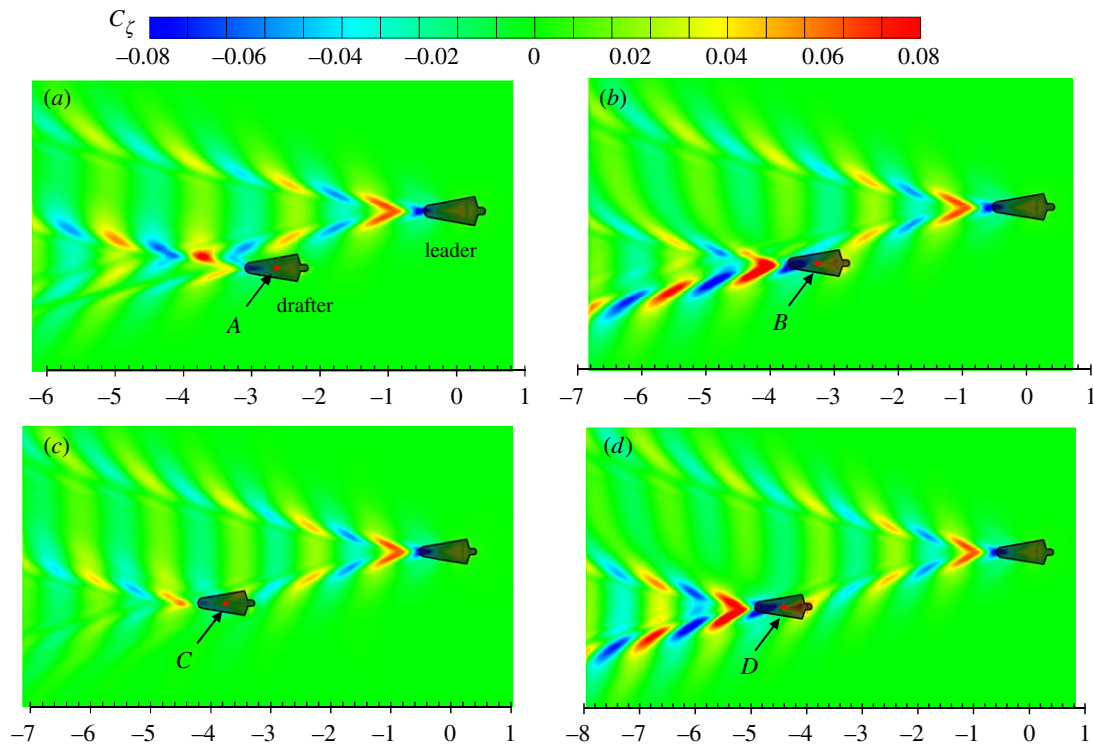 C_ζ
–0.08 –0.06 –0.04 –0.02 0 0.02 0.04 0.06 0.08
(a)
leader
drafter
A
–6 –5 –4 –3 –2 –1 0 1
(b)
B
–7 –6 –5 –4 –3 –2 –1 0 1
(c)
C
–7 –6 –5 –4 –3 –2 –1 0 1
(d)
D
–8 –7 –6 –5 –4 –3 –2 –1 0 1